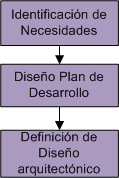 Identificación de
Necesidades
Diseño Plan de
Desarrollo
Definición de
Diseño
arquitectónico